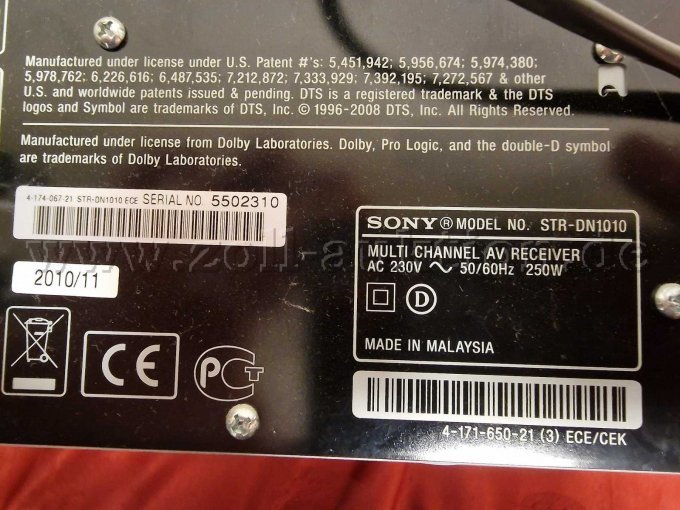 Manufactured under license under U.S. Patent #'s: 5,451,942; 5,956,674; 5,974,380;
5,978,762; 6,226,616; 6,487,535; 7,212,872; 7,333,929; 7,392,195; 7,272,567 & other
U.S. and worldwide patents issued & pending. DTS is a registered trademark & the DTS
logos and Symbol are trademarks of DTS, Inc. © 1996-2008 DTS, Inc. All Rights Reserved.
Manufactured under license from Dolby Laboratories. Dolby, Pro Logic, and the double-D symbol
are trademarks of Dolby Laboratories.
4-174-067-21 STR-DN1010 ECE SERIAL NO. 5502310
SONY® MODEL NO. STR-DN1010
www.zoll-auktion.de
MULTI CHANNEL AV RECEIVER
AC 230V ~ 50/60Hz 250W
2010/11
D
MADE IN MALAYSIA
CE
PCT
4-171-650-21 (3) ECE/CEK